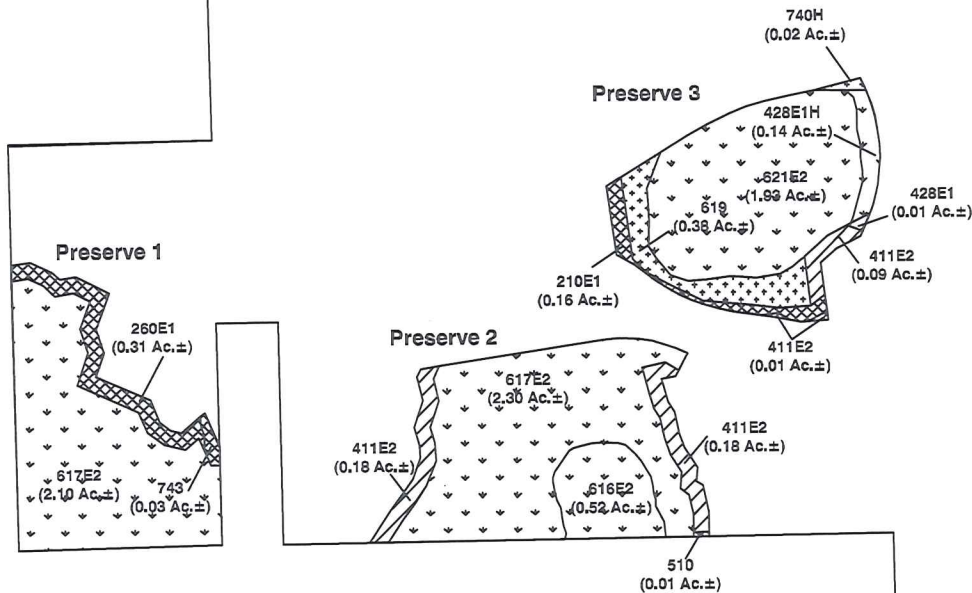 740H
(0.02 Ac.±)
Preserve 3
428E1H
(0.14 Ac.±)
621E2
(1.93 Ac.±)
428E1
(0.01 Ac.±)
619
(0.38 Ac.±)
411E2
(0.09 Ac.±)
210E1
(0.16 Ac.±)
411E2
(0.01 Ac.±)
Preserve 1
260E1
(0.31 Ac.±)
617E2
(2.10 Ac.±)
743
(0.03 Ac.±)
Preserve 2
617E2
(2.30 Ac.±)
411E2
(0.18 Ac.±)
411E2
(0.18 Ac.±)
616E2
(0.52 Ac.±)
510
(0.01 Ac.±)